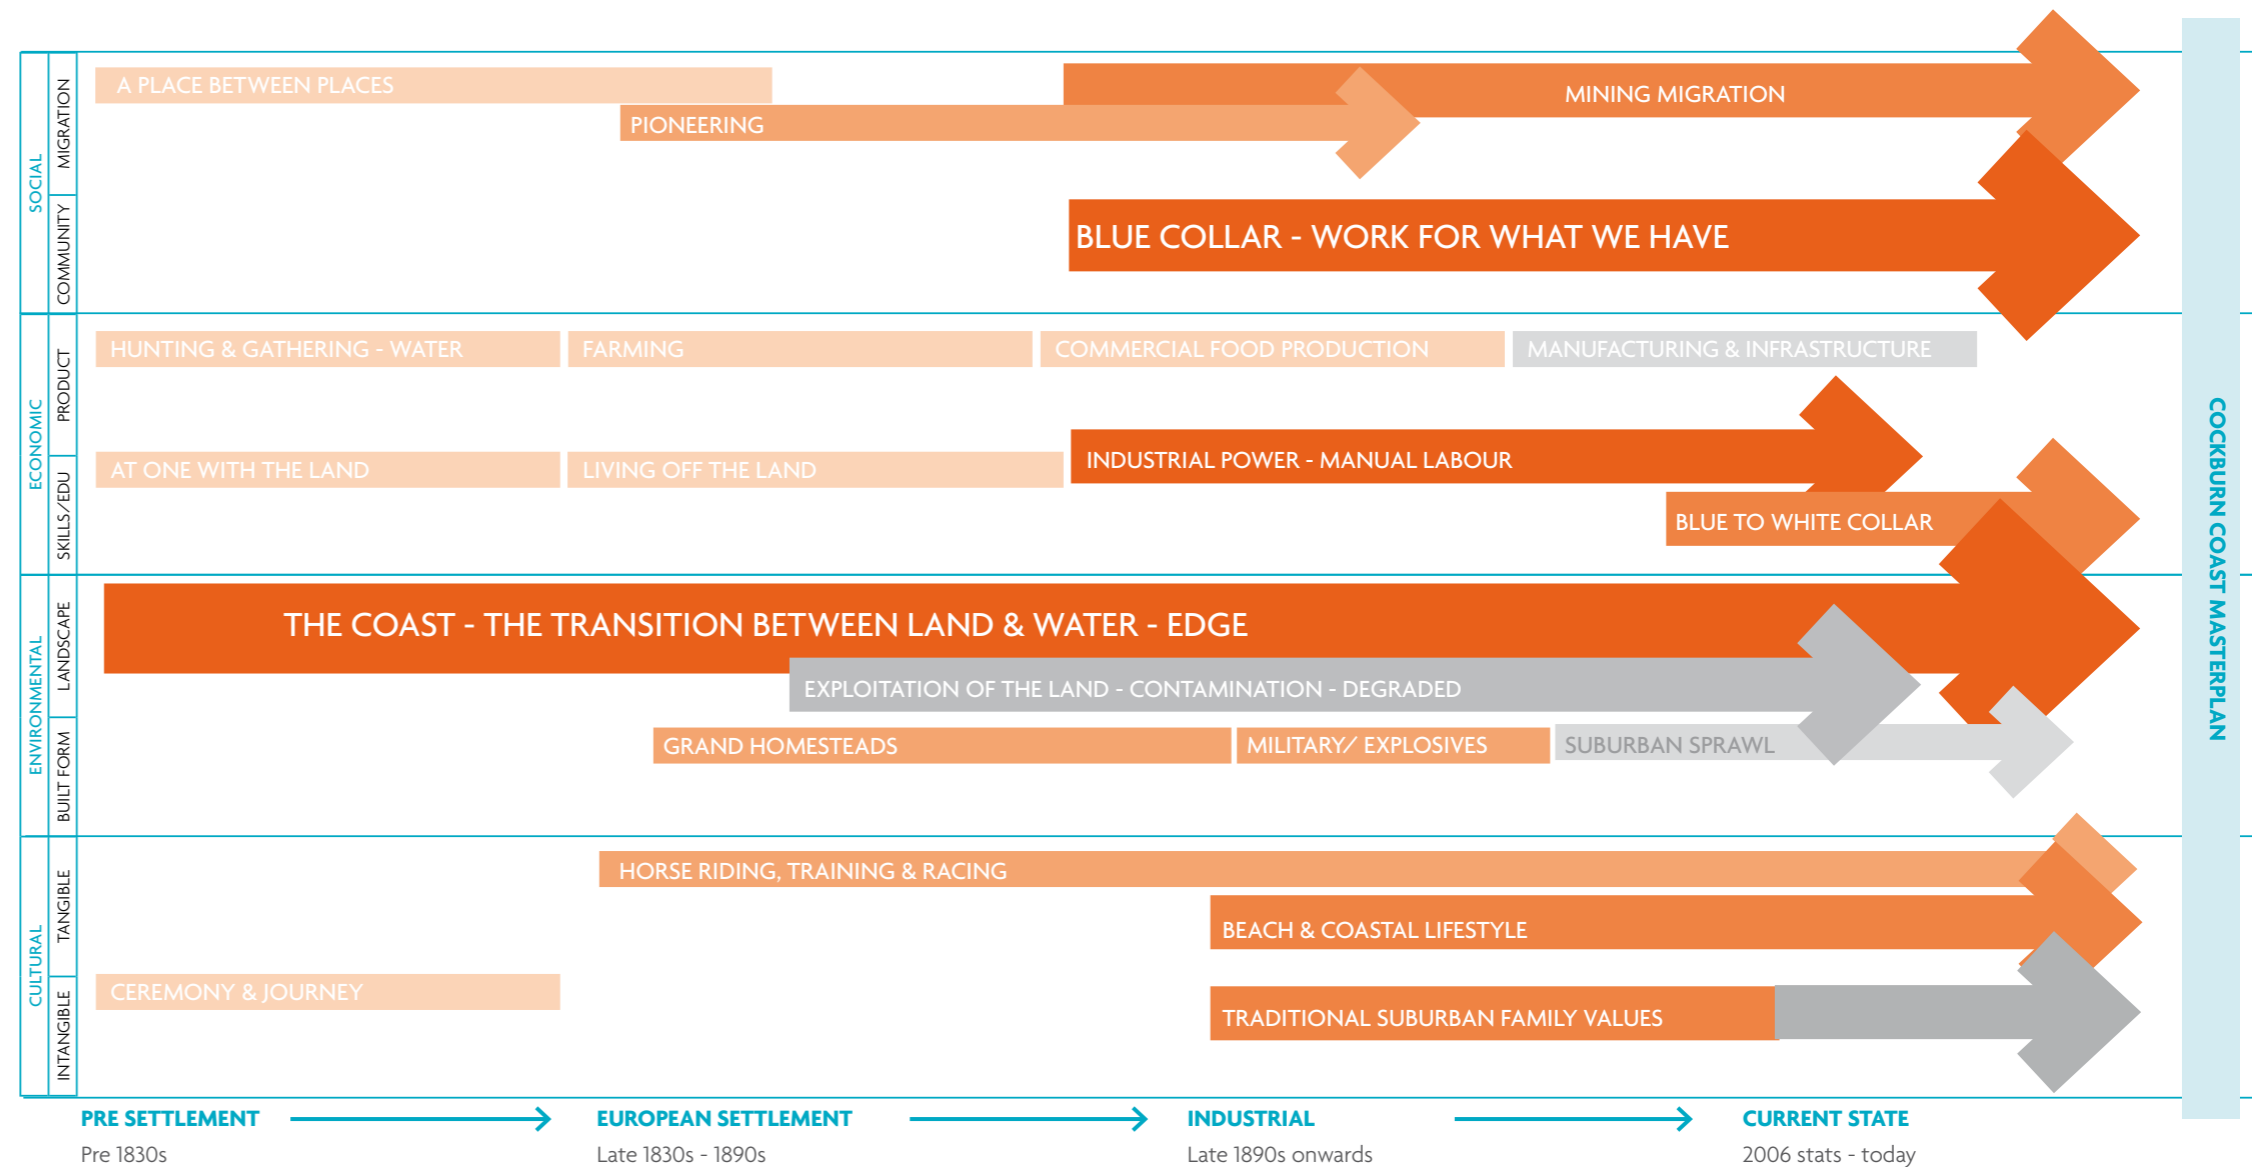 SOCIAL
MIGRATION
A PLACE BETWEEN PLACES
MINING MIGRATION
PIONEERING
COMMUNITY
BLUE COLLAR - WORK FOR WHAT WE HAVE
ECONOMIC
PRODUCT
HUNTING & GATHERING - WATER
FARMING
COMMERCIAL FOOD PRODUCTION
MANUFACTURING & INFRASTRUCTURE
SKILLS/EDU
AT ONE WITH THE LAND
LIVING OFF THE LAND
INDUSTRIAL POWER - MANUAL LABOUR
BLUE TO WHITE COLLAR
ENVIRONMENTAL
LANDSCAPE
THE COAST - THE TRANSITION BETWEEN LAND & WATER - EDGE
EXPLOITATION OF THE LAND - CONTAMINATION - DEGRADED
BUILT FORM
GRAND HOMESTEADS
MILITARY/ EXPLOSIVES
SUBURBAN SPRAWL
CULTURAL
TANGIBLE
HORSE RIDING, TRAINING & RACING
BEACH & COASTAL LIFESTYLE
INTANGIBLE
CEREMONY & JOURNEY
TRADITIONAL SUBURBAN FAMILY VALUES
COCKBURN COAST MASTERPLAN
PRE SETTLEMENT
Pre 1830s
EUROPEAN SETTLEMENT
Late 1830s - 1890s
INDUSTRIAL
Late 1890s onwards
CURRENT STATE
2006 stats - today